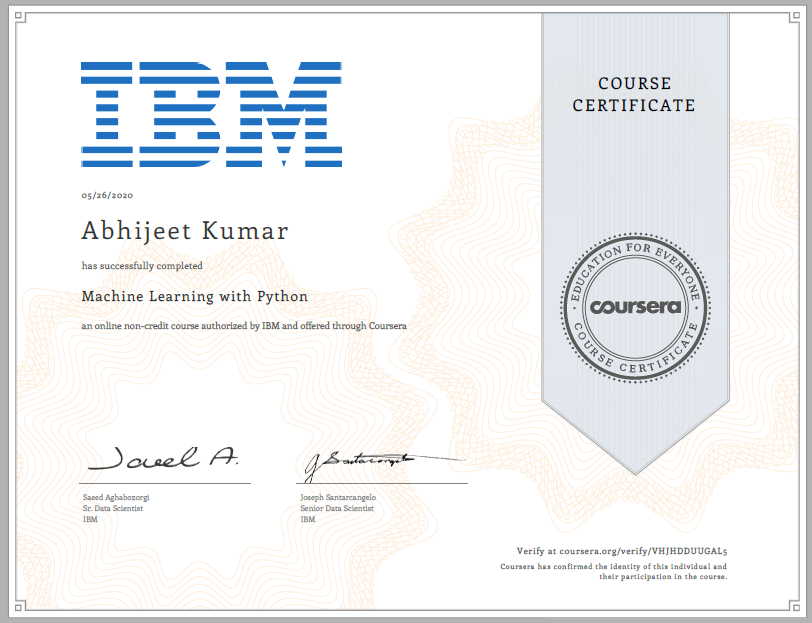 IBM
COURSE
CERTIFICATE
05/26/2020
Abhijeet Kumar
has successfully completed
Machine Learning with Python
an online non-credit course authorized by IBM and offered through Coursera
EDUCATION FOR EVERYONE
coursera
COURSE CERTIFICATE
Saeed Aghabozorgi
Sr. Data Scientist
IBM
Joseph Santarcangelo
Senior Data Scientist
IBM
Verify at coursera.org/verify/VHJHDDUUGAL5
Coursera has confirmed the identity of this individual and
their participation in the course.